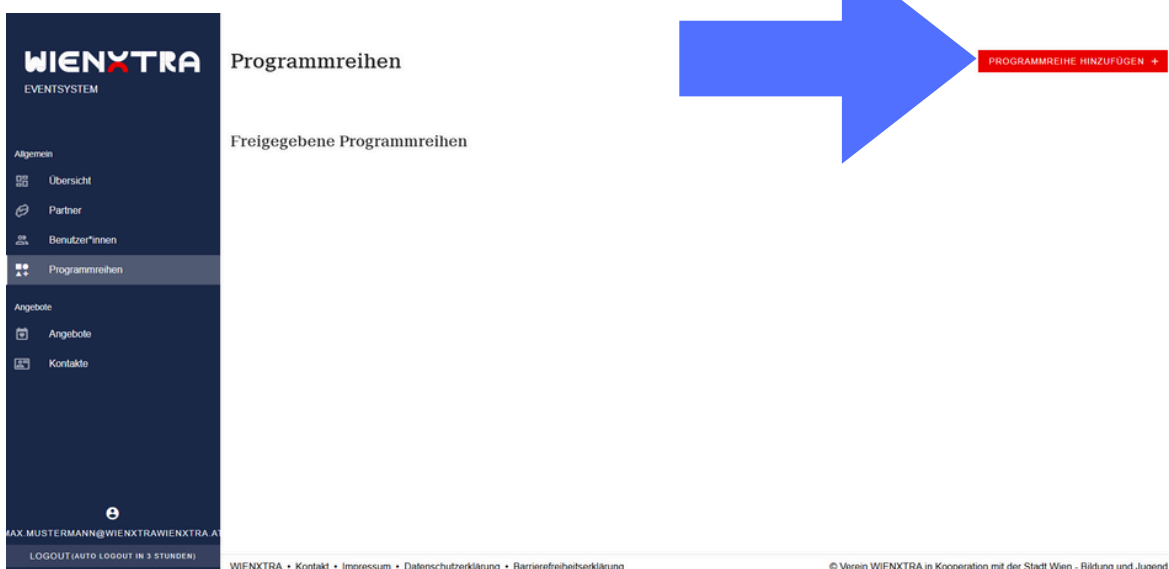 WIENXTRA
EVENTSYSTEM
Allgemein
Übersicht
Partner
Benutzer*innen
Programmreihen
Angebote
Angebote
Kontakte
AX.MUSTERMANN@WIENXTRAWIENXTRA.A
LOGOUT (AUTO LOGOUT IN 3 STUNDEN)
Programmreihen
PROGRAMMREIHE HINZUFÜGEN +
Freigegebene Programmreihen
WIENXTRA • Kontakt • Impressum • Datenschutzerklärung • Barrierefreiheitserklärung
© Verein WIENXTRA in Kooperation mit der Stadt Wien - Bildung und Jugend